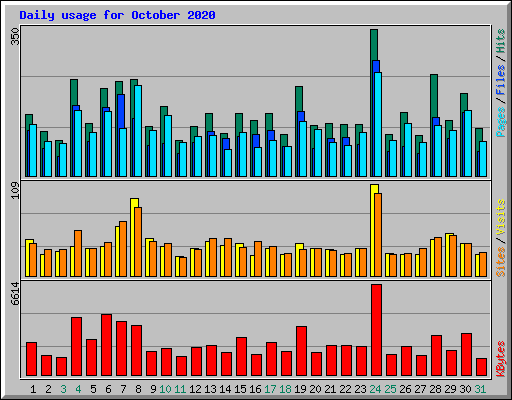 Daily usage for October 2020
350
Pages / Files / Hits
109
Sites / Visits
6614
KBytes
1 2 3 4 5 6 7 8 9 10 11 12 13 14 15 16 17 18 19 20 21 22 23 24 25 26 27 28 29 30 31